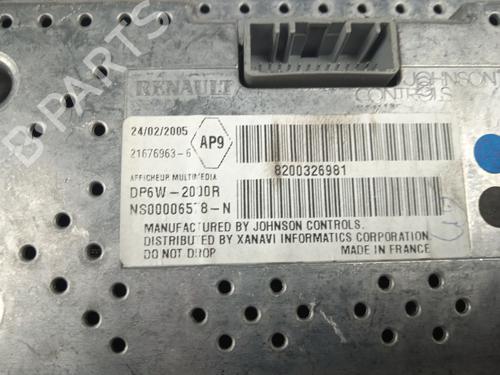 B-PARTS
RENAULT
JOHNSON
CONTROLS
24/02/2005
AP9
21676963-6
AFFICHEUR MULTIMEDIA
8200326981
DP6W-2000R
NS00006578-N
MANUFACTURED BY JOHNSON CONTROLS.
DISTRIBUTED BY XANAVI INFORMATICS CORPORATION
DO NOT DROP
MADE IN FRANCE